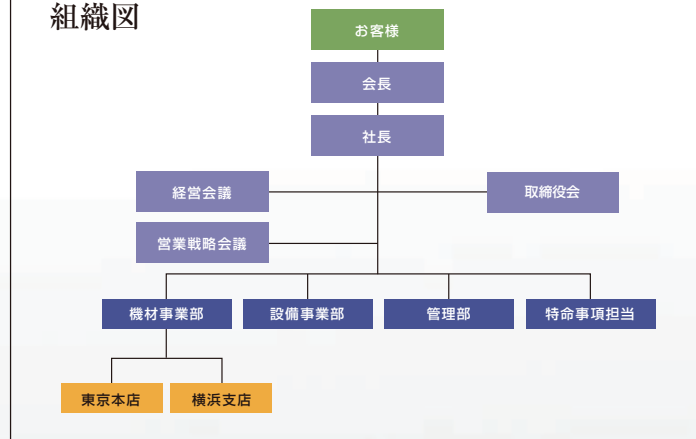 組織図
お客様
会長
社長
経営会議
取締役会
営業戦略会議
機材事業部
設備事業部
管理部
特命事項担当
東京本店
横浜支店